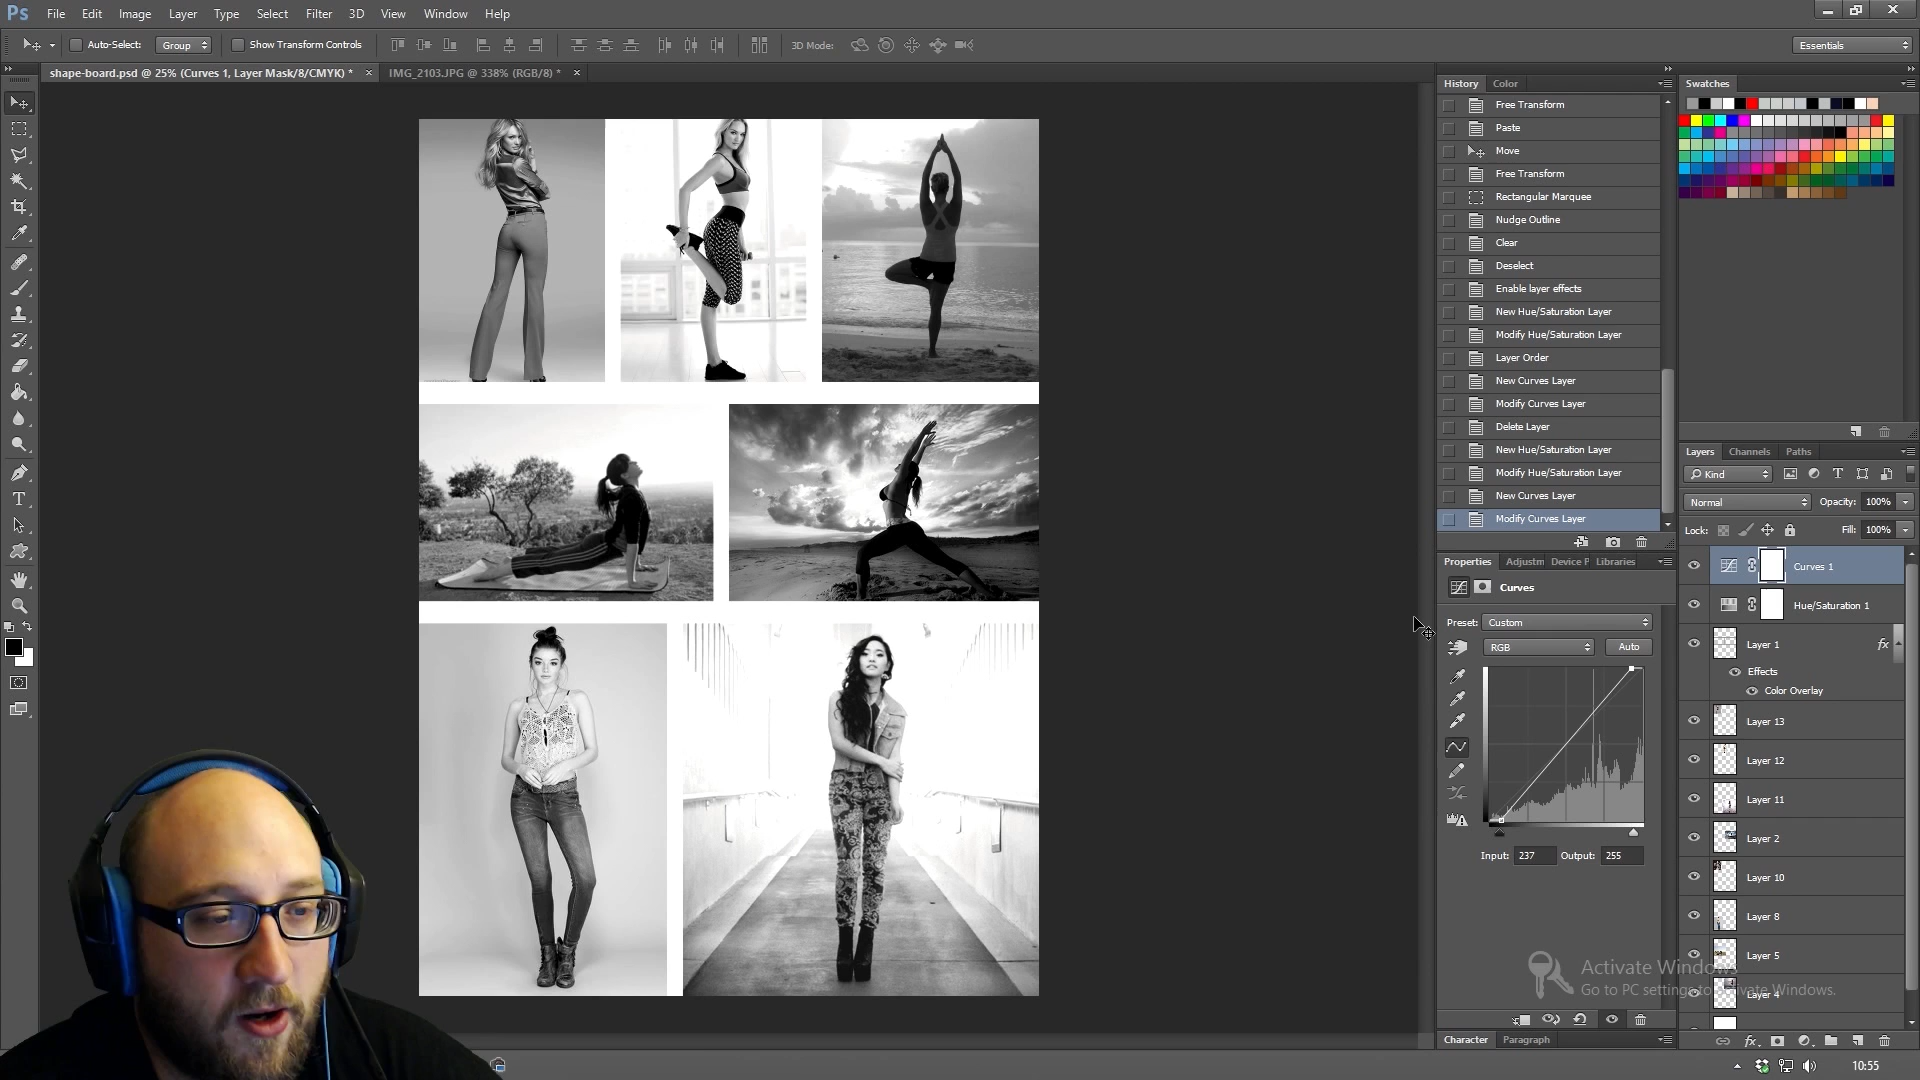 Ps File Edit Image Layer Type Select Filter 3D View Window Help
Auto-Select: Group Show Transform Controls 3D Mode: Essentials
shape-board.psd @ 25% (Curves 1, Layer Mask/8/CMYK) * × IMG_2103.JPG @ 338% (RGB/8) * ×
History Color
Free Transform
Paste
Move
Free Transform
Rectangular Marquee
Nudge Outline
Clear
Deselect
Enable layer effects
New Hue/Saturation Layer
Modify Hue/Saturation Layer
Layer Order
New Curves Layer
Modify Curves Layer
Delete Layer
New Hue/Saturation Layer
Modify Hue/Saturation Layer
New Curves Layer
Modify Curves Layer
Properties Adjustm Device P Libraries
Curves
Preset: Custom
RGB Auto
Input: 237 Output: 255
Character Paragraph
Swatches
Layers Channels Paths
Kind
Normal Opacity: 100%
Lock: Fill: 100%
Curves 1
Hue/Saturation 1
Layer 1 fx
Effects
Color Overlay
Layer 13
Layer 12
Layer 11
Layer 2
Layer 10
Layer 8
Layer 5
Layer 4
Activate Windows
Go to PC settings to activate Windows.
fx
10:55